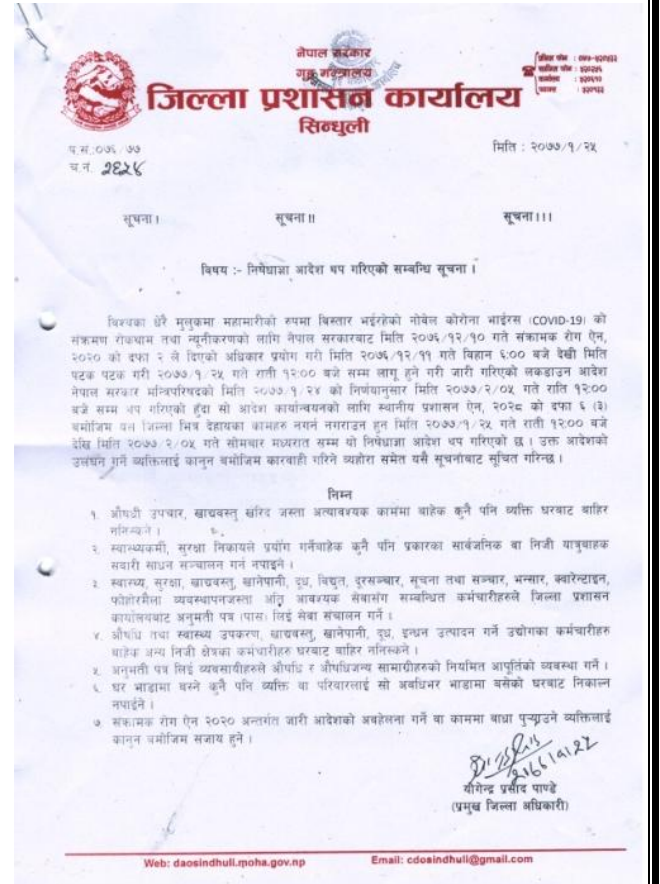 नेपाल सरकार
गृह मन्त्रालय
जिल्ला प्रशासन कार्यालय
सिन्धुली
प.सं.०७६/७७
च.नं. २९२४
मिति : २०७७/१/२५
सूचना।
सूचना॥
सूचना।।।
विषय :- निषेधाज्ञा आदेश थप गरिएको सम्बन्धि सूचना ।
विश्वका धेरै मुलुकमा महामारीको रुपमा बिस्तार भईरहेको नोबेल कोरोना भाईरस (COVID-19) को
संक्रमण रोकथाम तथा न्यूनीकरणको लागि नेपाल सरकारबाट मिति २०७६/१२/१० गते संक्रामक रोग ऐन,
२०२० को दफा २ ले दिएको अधिकार प्रयोग गरी मिति २०७६/१२/११ गते विहान ६:०० बजे देखी मिति
पटक पटक गरी २०७७/१/२५ गते राती १२:०० बजे सम्म लागू हुने गरी जारी गरिएको लकडाउन आदेश
नेपाल सरकार मन्त्रिपरिषदको मिति २०७७/१/२४ को निर्णयानुसार मिति २०७७/२/०५ गते राति १२:००
बजे सम्म थप गरिएको हुँदा सो आदेश कार्यान्वयनको लागि स्थानीय प्रशासन ऐन, २०२८ को दफा ६ (३)
बमोजिम यस जिल्ला भित्र देहायका कामहरु नगर्न नगराउन हुन मिति २०७७/१/२५ गते राती १२:०० बजे
देखि मिति २०७७/२/०५ गते सोमबार मध्यरात सम्म यो निषेधाज्ञा आदेश थप गरिएको छ । उक्त आदेशको
उलंघन गर्ने ब्यक्तिलाई कानुन बमोजिम कारबाही गरिने व्यहोरा समेत यसै सूचनाबाट सूचित गरिन्छ ।
निम्न
१. औषधी उपचार, खाद्यवस्तु खरिद जस्ता अत्यावश्यक काममा बाहेक कुनै पनि व्यक्ति घरबाट बाहिर
ननिस्कने ।
२. स्वास्थ्यकर्मी, सुरक्षा निकायले प्रयोग गर्नेबाहेक कुनै पनि प्रकारका सार्बजनिक वा निजी यात्रुबाहक
सवारी साधन सञ्चालन गर्न नपाइने ।
३. स्वास्थ्य, सुरक्षा, खाद्यवस्तु, खानेपानी, दूध, विद्युत, दुरसञ्चार, सूचना तथा सञ्चार, भन्सार, क्वारेन्टाइन,
फोहोरमैला व्यवस्थापनजस्ता अति आवश्यक सेवासंग सम्बन्धित कर्मचारीहरुले जिल्ला प्रशासन
कार्यालयबाट अनुमती पत्र (पास) लिई सेवा संचालन गर्ने ।
४. औषधि तथा स्वास्थ्य उपकरण, खाद्यवस्तु, खानेपानी, दूध, इन्धन उत्पादन गर्ने उद्योगका कर्मचारीहरु
बाहेक अन्य निजी क्षेत्रका कर्मचारीहरु घरबाट ननिस्कने ।
५. अनुमती पत्र लिई व्यवसायीहरुले औषधि र औषधिजन्य सामाग्रीहरुको नियमित आपूर्तिको व्यवस्था गर्ने ।
६. घर भाडामा बस्ने कुनै पनि व्यक्ति वा परिवारलाई सो अवधिभर भाडामा बसेको घरबाट निकाल्न
नपाईने ।
७. संक्रामक रोग ऐन २०२० अन्तर्गत जारी आदेशको अबहेलना गर्ने वा काममा बाधा पुऱ्याउने व्यक्तिलाई
कानुन बमोजिम सजाय हुने ।
योगेन्द्र प्रसाद पाण्डे
(प्रमुख जिल्ला अधिकारी)
Web: daosindhuli.moha.gov.np
Email: cdosindhuli@gmail.com